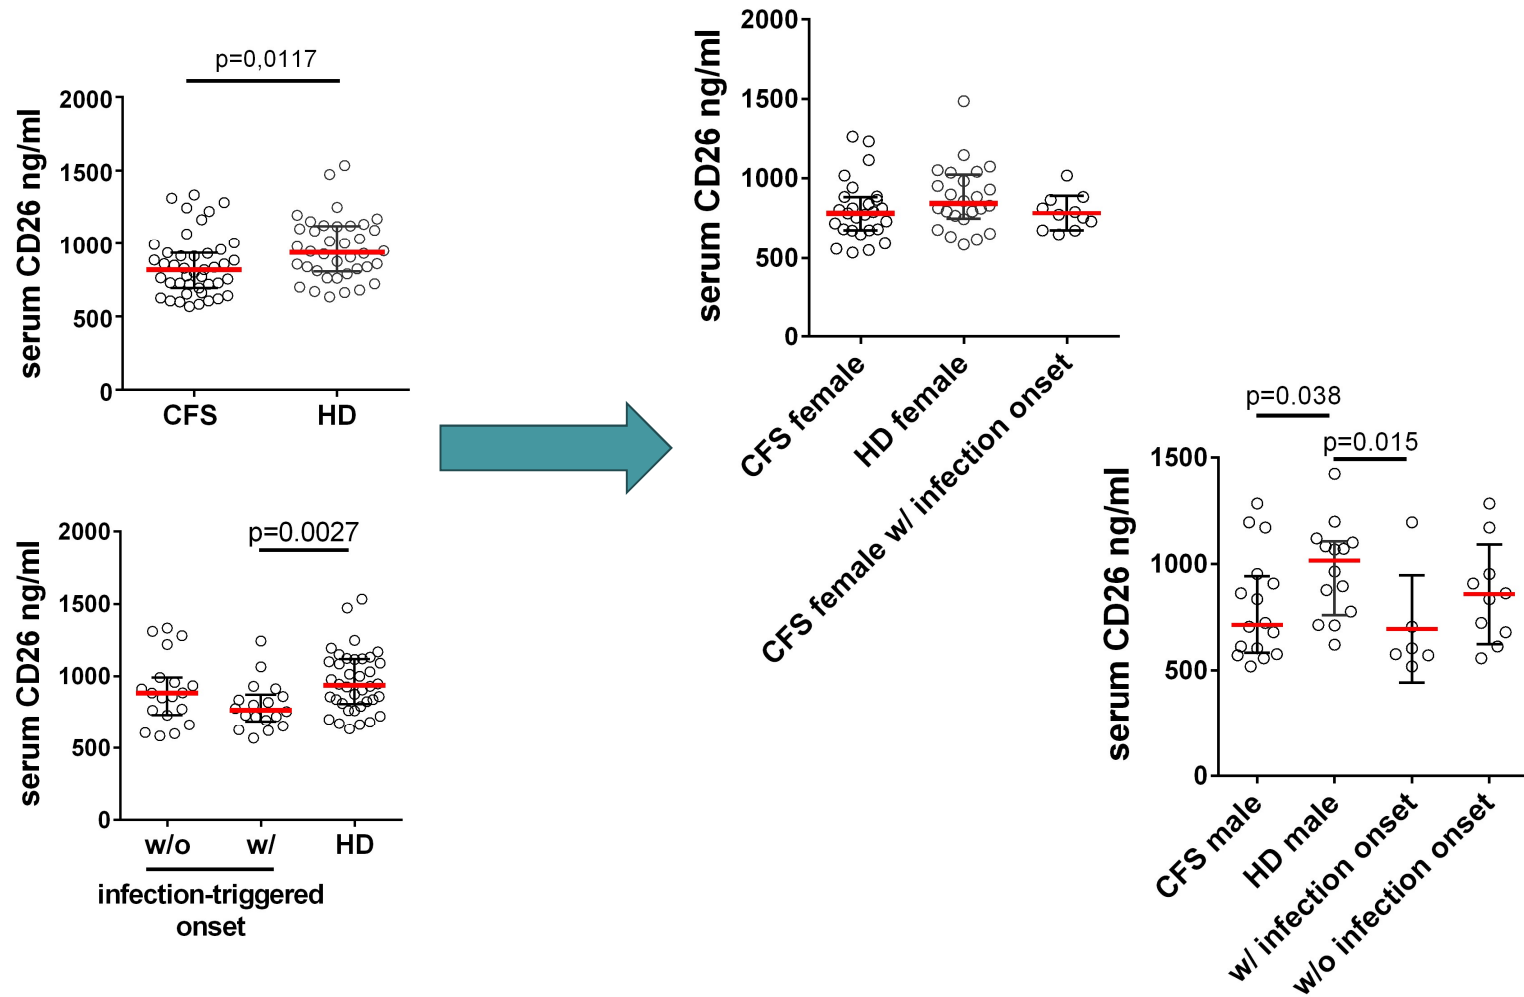 p=0,0117
serum CD26 ng/ml
2000
1500
1000
500
0
CFS
HD
p=0.0027
serum CD26 ng/ml
2000
1500
1000
500
0
w/o
w/
HD
infection-triggered
onset
serum CD26 ng/ml
2000
1500
1000
500
0
CFS female
HD female
CFS female w/ infection onset
p=0.038
p=0.015
serum CD26 ng/ml
1500
1000
500
0
CFS male
HD male
w/ infection onset
w/o infection onset